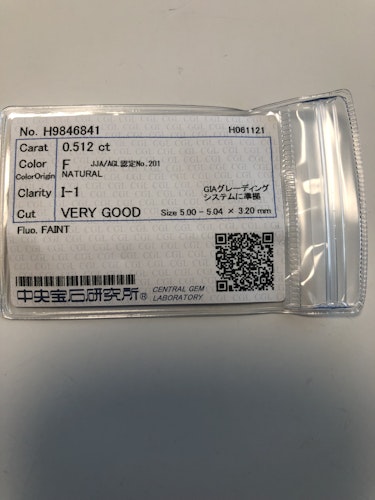 No. H9846841 H061121
Carat 0.512 ct
Color F JJA/AGL認定No.201
ColorOrigin NATURAL
Clarity I-1 GIAグレーディング
システムに準拠
Cut VERY GOOD Size 5.00 - 5.04 × 3.20 mm
Fluo. FAINT
中央宝石研究所® CENTRAL GEM
LABORATORY